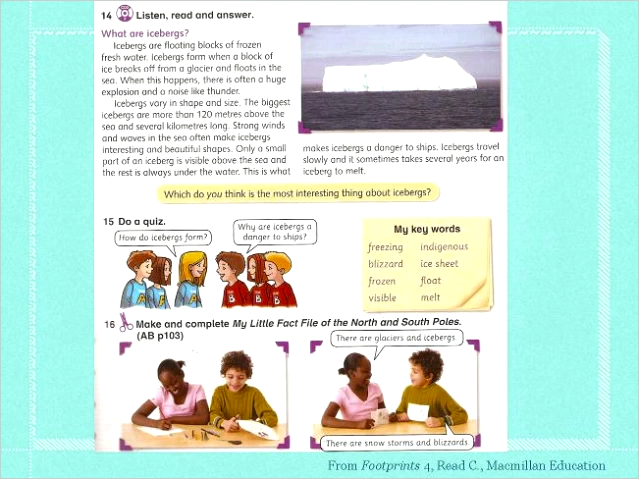 14 Listen, read and answer.
What are icebergs?
Icebergs are floating blocks of frozen
fresh water. Icebergs form when a block of
ice breaks off from a glacier and floats in the
sea. When this happens, there is often a huge
explosion and a noise like thunder.
Icebergs vary in shape and size. The biggest
icebergs are more than 120 metres above the
sea and several kilometres long. Strong winds
and waves in the sea often make icebergs
interesting and beautiful shapes. Only a small
part of an iceberg is visible above the sea and
the rest is always under the water. This is what
makes icebergs a danger to ships. Icebergs travel
slowly and it sometimes takes several years for an
iceberg to melt.
Which do you think is the most interesting thing about icebergs?
15 Do a quiz.
How do icebergs form?
Why are icebergs a
danger to ships?
A
A
B
B
My key words
freezing indigenous
blizzard ice sheet
frozen float
visible melt
16 Make and complete My Little Fact File of the North and South Poles.
(AB p103)
There are glaciers and icebergs
There are snow storms and blizzards
From Footprints 4, Read C., Macmillan Education